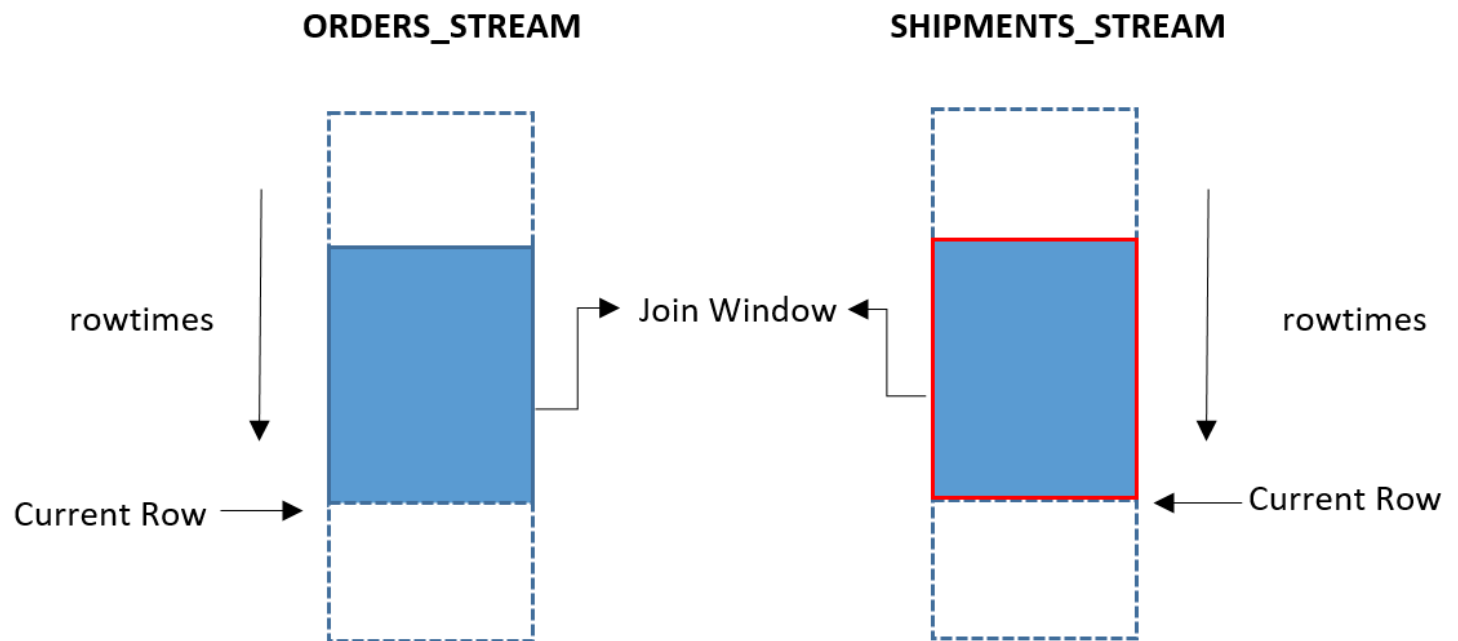 ORDERS_STREAM
SHIPMENTS_STREAM
rowtimes
Join Window
rowtimes
Current Row
Current Row